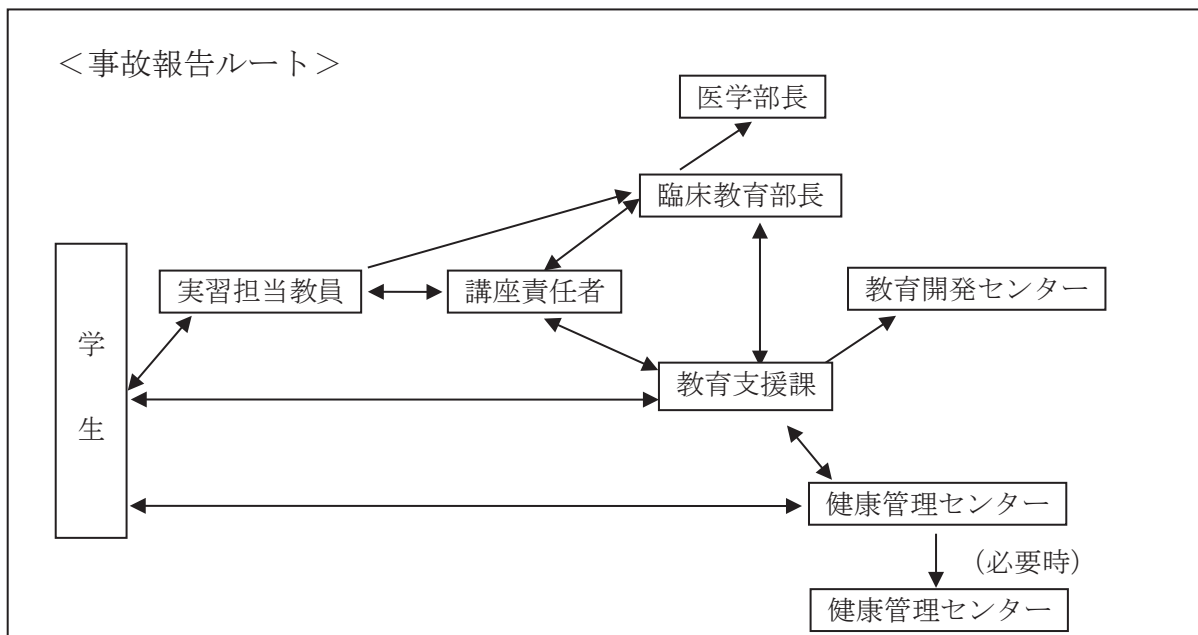 ＜事故報告ルート＞
医学部長
臨床教育部長
実習担当教員
講座責任者
教育開発センター
学生
教育支援課
健康管理センター
（必要時）
健康管理センター